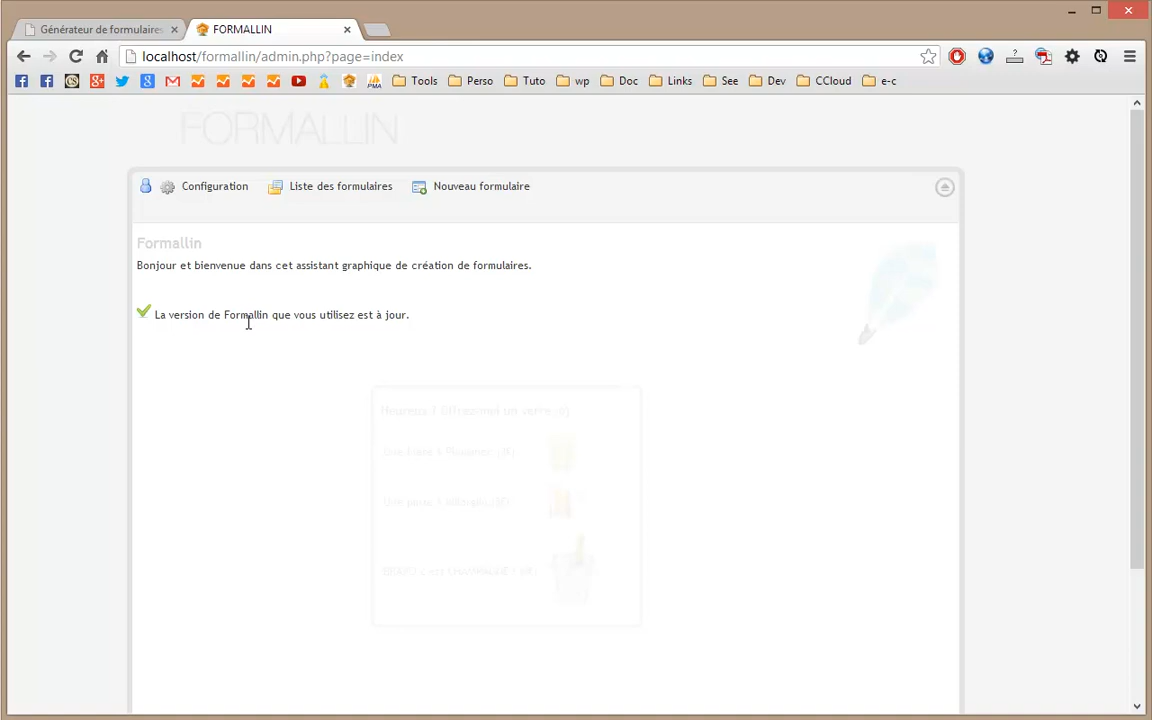 Générateur de formulaires
FORMALLIN
localhost/formallin/admin.php?page=index
Tools
Perso
Tuto
wp
Doc
Links
See
Dev
CCloud
e-c
FORMALLIN
Configuration
Liste des formulaires
Nouveau formulaire
Formallin
Bonjour et bienvenue dans cet assistant graphique de création de formulaires.
La version de Formallin que vous utilisez est à jour.